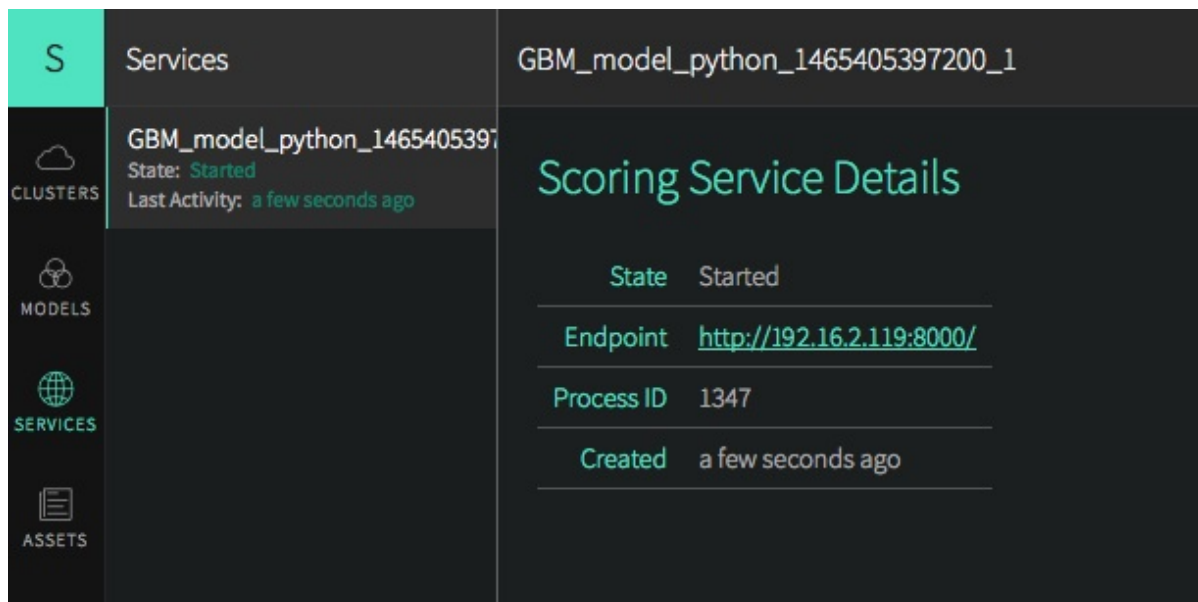 S
Services
GBM_model_python_1465405397200_1
CLUSTERS
MODELS
SERVICES
ASSETS
GBM_model_python_1465405397
State: Started
Last Activity: a few seconds ago
Scoring Service Details
State Started
Endpoint http://192.16.2.119:8000/
Process ID 1347
Created a few seconds ago